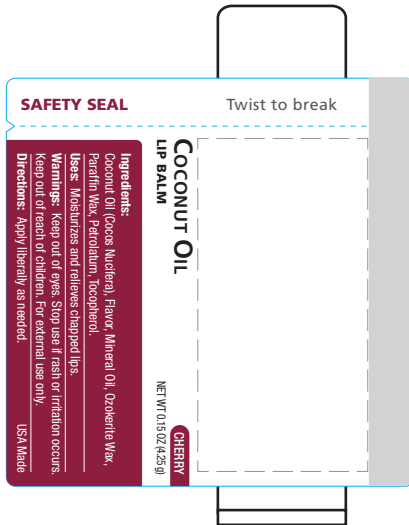 SAFETY SEAL
Twist to break
COCONUT OIL
LIP BALM
CHERRY
NET WT 0.15 OZ (4.25 g)
Ingredients:
Coconut Oil (Cocos Nucifera), Flavor, Mineral Oil, Ozokerite Wax,
Paraffin Wax, Petrolatum, Tocopherol.
Uses: Moisturizes and relieves chapped lips.
Warnings: Keep out of eyes. Stop use if rash or irritation occurs.
Keep out of reach of children. For external use only.
Directions: Apply liberally as needed.
USA Made